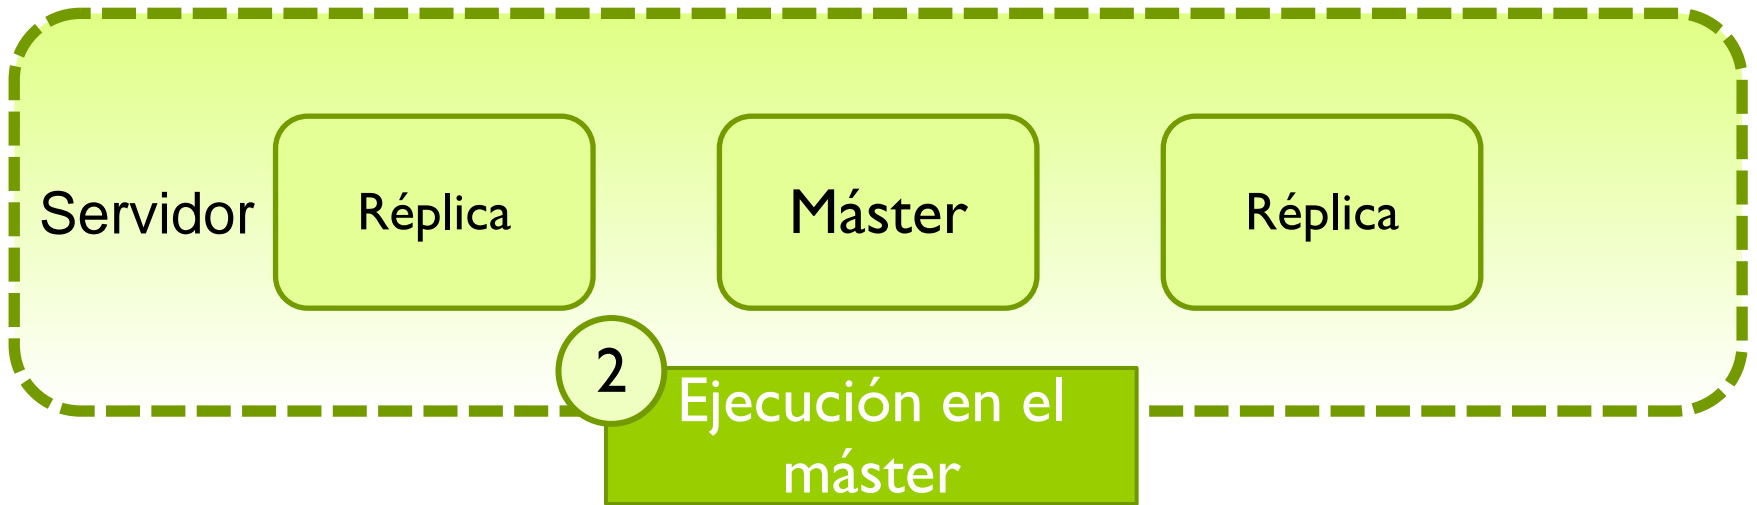 Servidor
Réplica
Máster
Réplica
2
Ejecución en el
máster